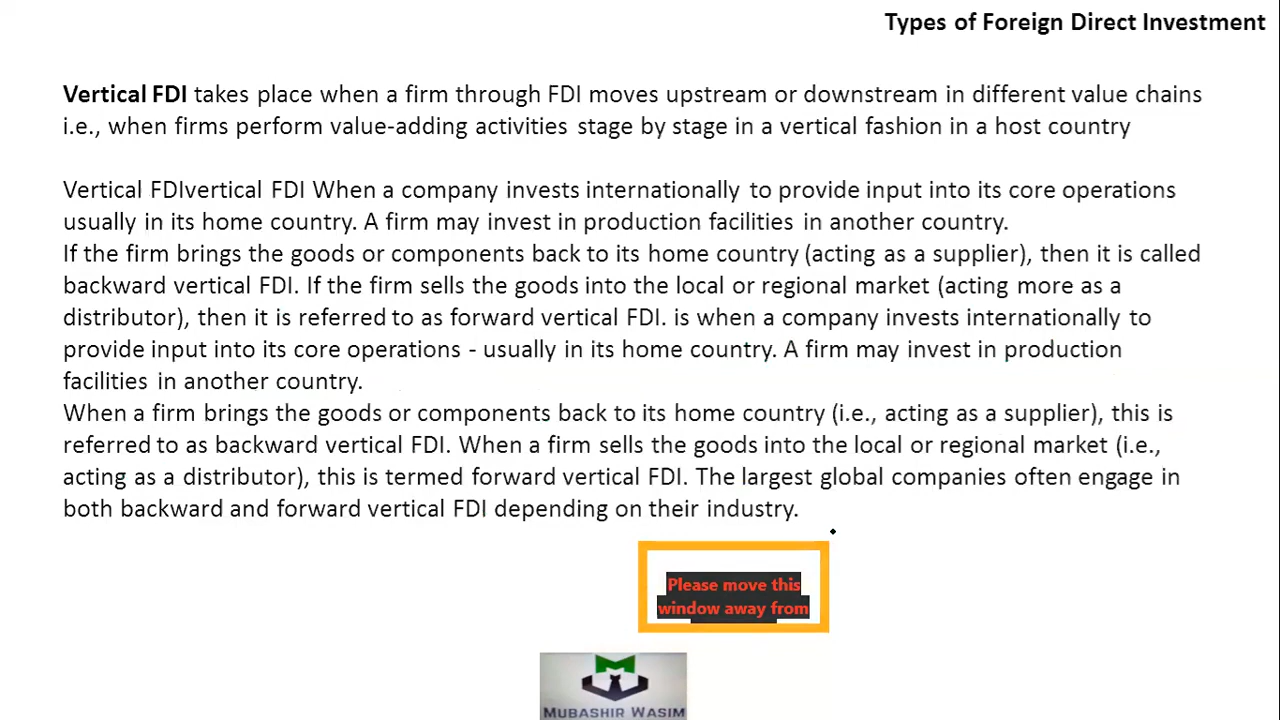 Types of Foreign Direct Investment
Vertical FDI takes place when a firm through FDI moves upstream or downstream in different value chains
i.e., when firms perform value-adding activities stage by stage in a vertical fashion in a host country
Vertical FDIvertical FDI When a company invests internationally to provide input into its core operations
usually in its home country. A firm may invest in production facilities in another country.
If the firm brings the goods or components back to its home country (acting as a supplier), then it is called
backward vertical FDI. If the firm sells the goods into the local or regional market (acting more as a
distributor), then it is referred to as forward vertical FDI. is when a company invests internationally to
provide input into its core operations - usually in its home country. A firm may invest in production
facilities in another country.
When a firm brings the goods or components back to its home country (i.e., acting as a supplier), this is
referred to as backward vertical FDI. When a firm sells the goods into the local or regional market (i.e.,
acting as a distributor), this is termed forward vertical FDI. The largest global companies often engage in
both backward and forward vertical FDI depending on their industry.
Please move this
window away from
MUBASHIR WASIM